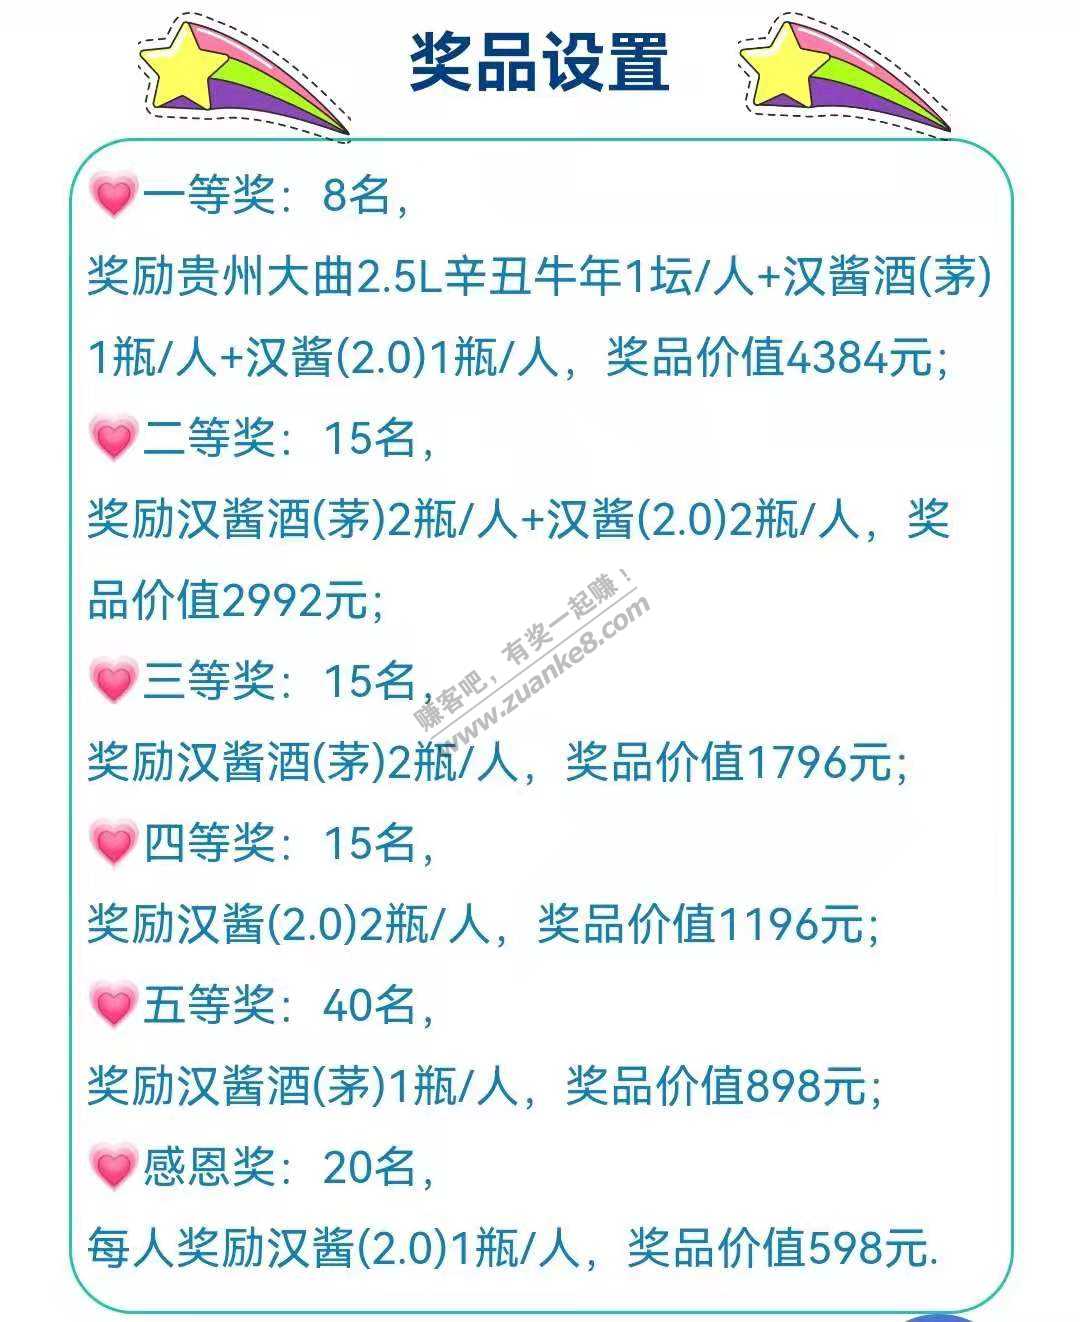 奖品设置
一等奖：8名，
奖励贵州大曲2.5L辛丑牛年1坛/人+汉酱酒(茅)
1瓶/人+汉酱(2.0)1瓶/人，奖品价值4384元；
二等奖：15名，
奖励汉酱酒(茅)2瓶/人+汉酱(2.0)2瓶/人，奖
品价值2992元；
三等奖：15名，
奖励汉酱酒(茅)2瓶/人，奖品价值1796元；
四等奖：15名，
奖励汉酱(2.0)2瓶/人，奖品价值1196元；
五等奖：40名，
奖励汉酱酒(茅)1瓶/人，奖品价值898元；
感恩奖：20名，
每人奖励汉酱(2.0)1瓶/人，奖品价值598元.
赚客吧，有奖一起赚！
www.zuanke8.com